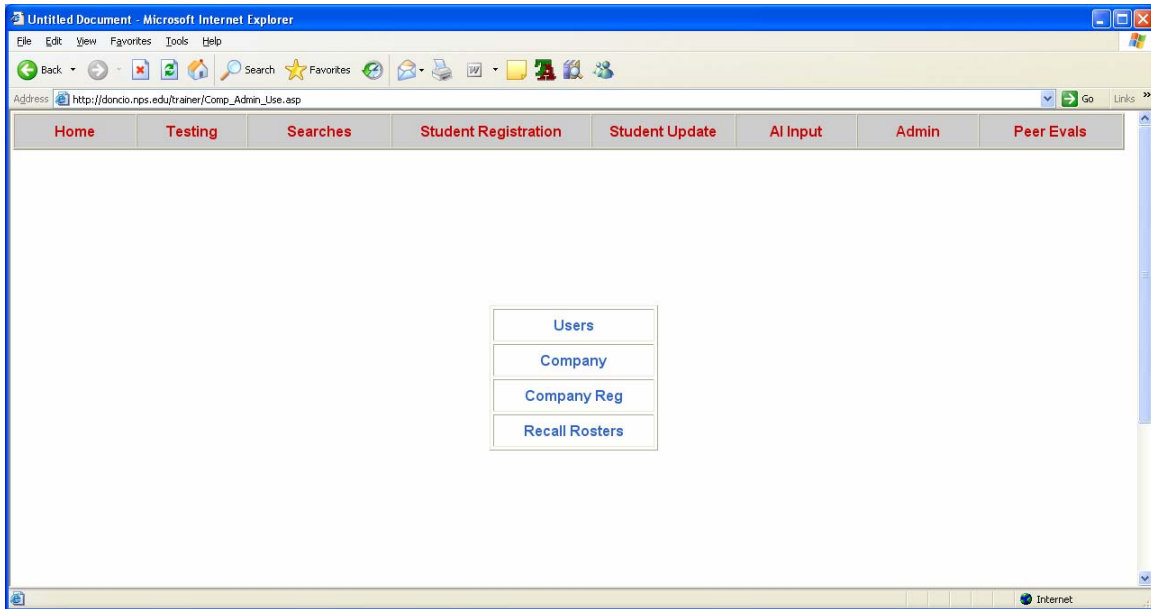 Untitled Document - Microsoft Internet Explorer
File Edit View Favorites Tools Help
Back Search Favorites W
Address http://doncio.nps.edu/trainer/Comp_Admin_Use.asp Go Links »
Home Testing Searches Student Registration Student Update AI Input Admin Peer Evals
Users
Company
Company Reg
Recall Rosters
Internet